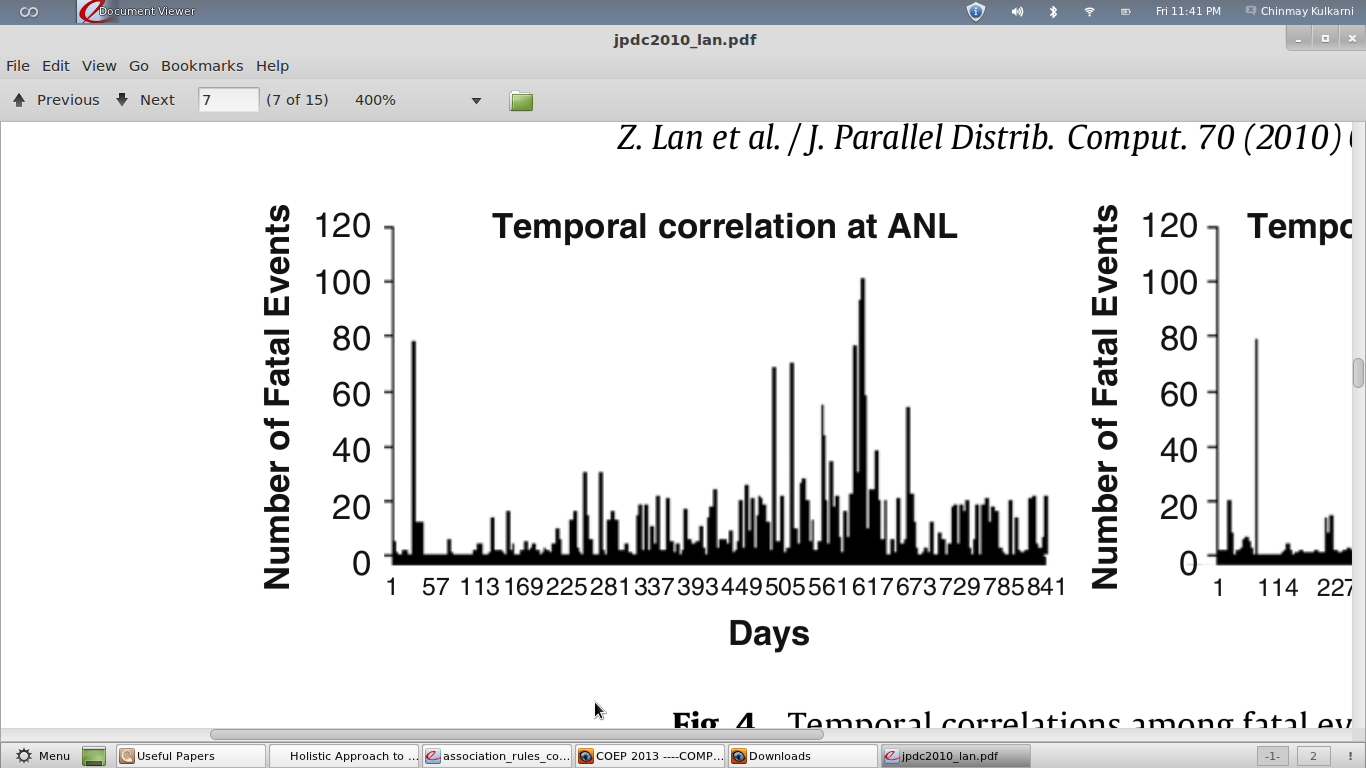 Document Viewer
Fri 11:41 PM
Chinmay Kulkarni
jpdc2010_lan.pdf
File Edit View Go Bookmarks Help
Previous Next 7 (7 of 15) 400%
Z. Lan et al. / J. Parallel Distrib. Comput. 70 (2010)
Number of Fatal Events
Temporal correlation at ANL
120
100
80
60
40
20
0
1 57 113 169 225 281 337 393 449 505 561 617 673 729 785 841
Days
Number of Fatal Events
Tempo
120
100
80
60
40
20
0
1 114 227
Fig. 4. Temporal correlations among fatal ev
Menu
Useful Papers
Holistic Approach to ...
association_rules_co...
COEP 2013 ----COMP...
Downloads
jpdc2010_lan.pdf
-1-
2
!